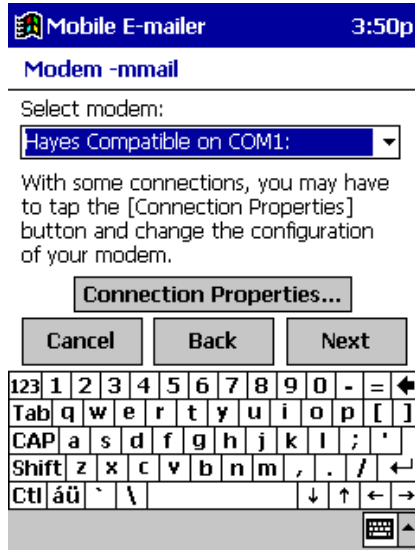 Mobile E-mailer 3:50p
Modem -mmail
Select modem:
Hayes Compatible on COM1:
With some connections, you may have
to tap the [Connection Properties]
button and change the configuration
of your modem.
Connection Properties...
Cancel Back Next
123 1 2 3 4 5 6 7 8 9 0 - = ←
Tab q w e r t y u i o p [ ]
CAP a s d f g h j k l ; '
Shift z x c v b n m , . / ↵
Ctl áü ` \ ↓ ↑ ← →